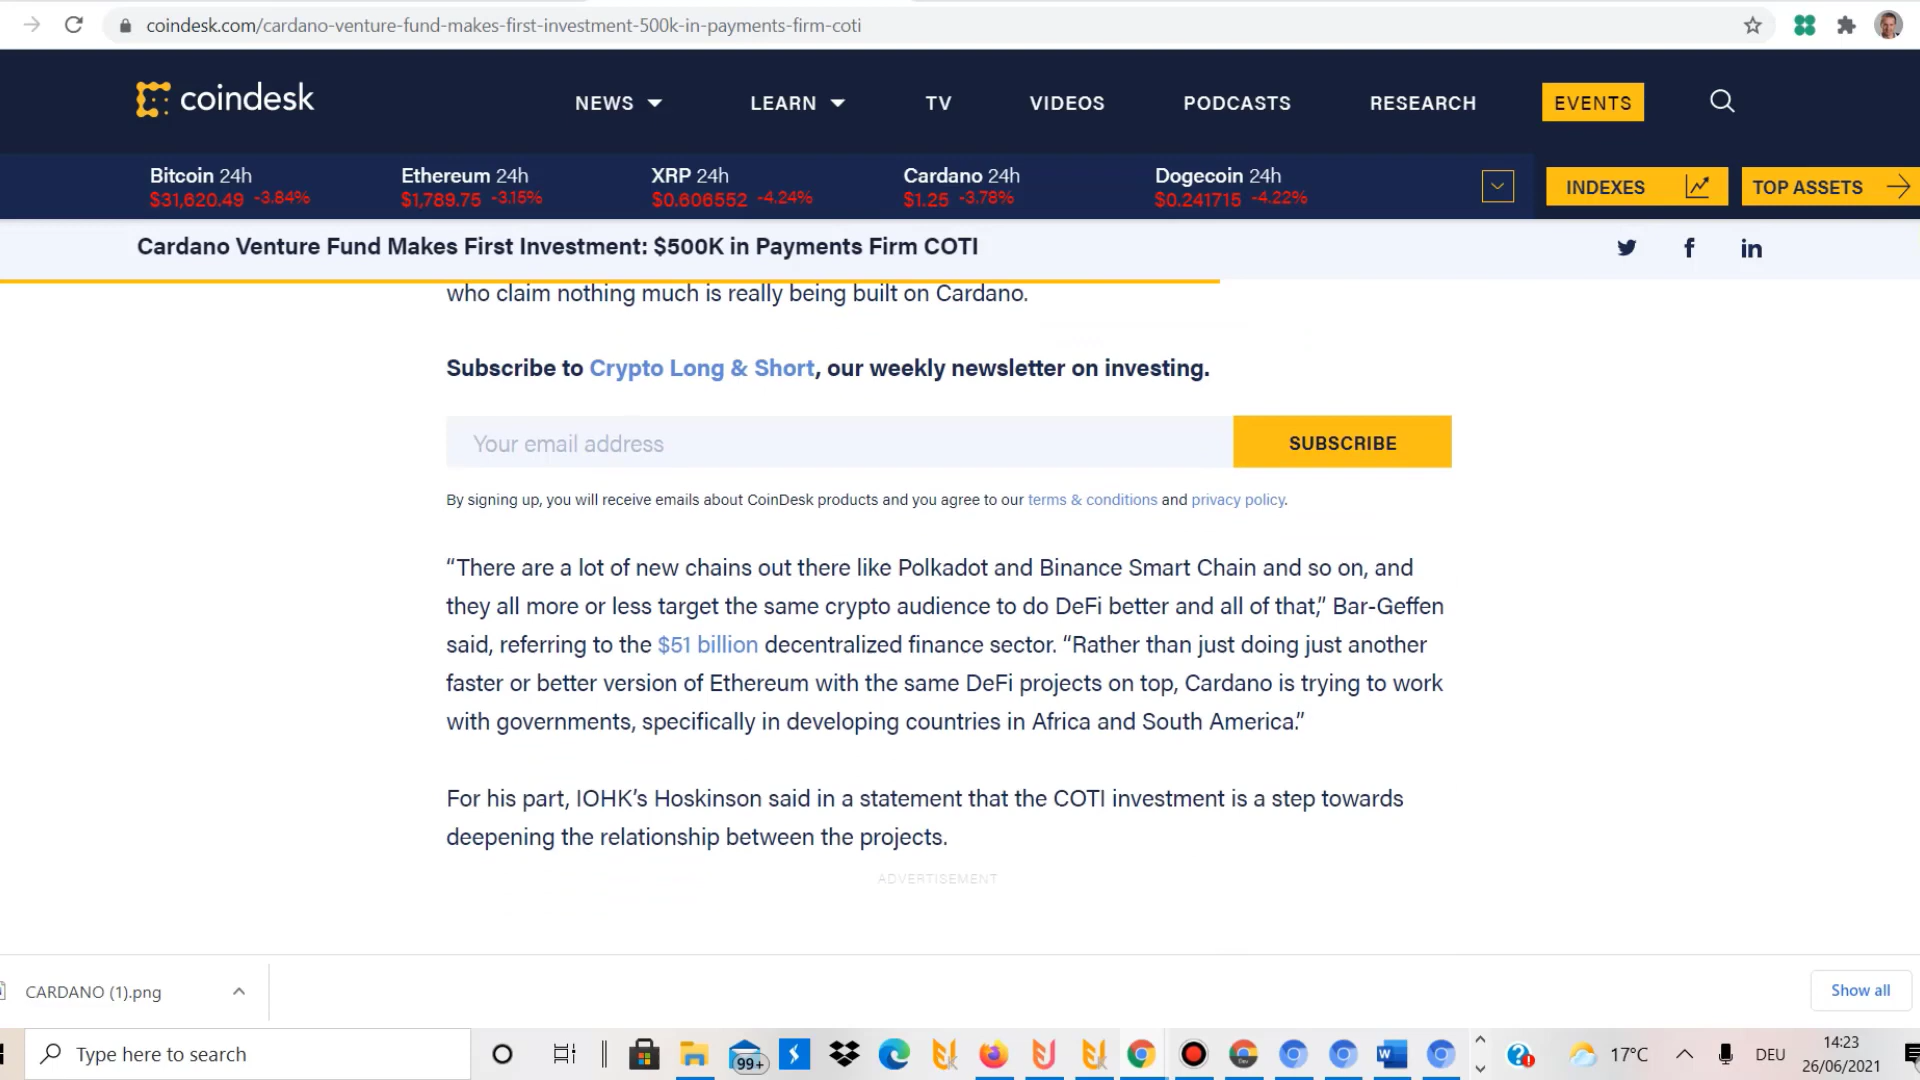 coindesk.com/cardano-venture-fund-makes-first-investment-500k-in-payments-firm-coti
coindesk
NEWS
LEARN
TV
VIDEOS
PODCASTS
RESEARCH
EVENTS
Bitcoin 24h
$31,620.49 -3.84%
Ethereum 24h
$1,789.75 -3.15%
XRP 24h
$0.606552 -4.24%
Cardano 24h
$1.25 -3.78%
Dogecoin 24h
$0.241715 -4.22%
INDEXES
TOP ASSETS
Cardano Venture Fund Makes First Investment: $500K in Payments Firm COTI
who claim nothing much is really being built on Cardano.
Subscribe to Crypto Long & Short, our weekly newsletter on investing.
Your email address
SUBSCRIBE
By signing up, you will receive emails about CoinDesk products and you agree to our terms & conditions and privacy policy.
“There are a lot of new chains out there like Polkadot and Binance Smart Chain and so on, and
they all more or less target the same crypto audience to do DeFi better and all of that,” Bar-Geffen
said, referring to the $51 billion decentralized finance sector. “Rather than just doing just another
faster or better version of Ethereum with the same DeFi projects on top, Cardano is trying to work
with governments, specifically in developing countries in Africa and South America.”
For his part, IOHK’s Hoskinson said in a statement that the COTI investment is a step towards
deepening the relationship between the projects.
ADVERTISEMENT
CARDANO (1).png
Show all
Type here to search
99+
17°C
DEU
14:23
26/06/2021